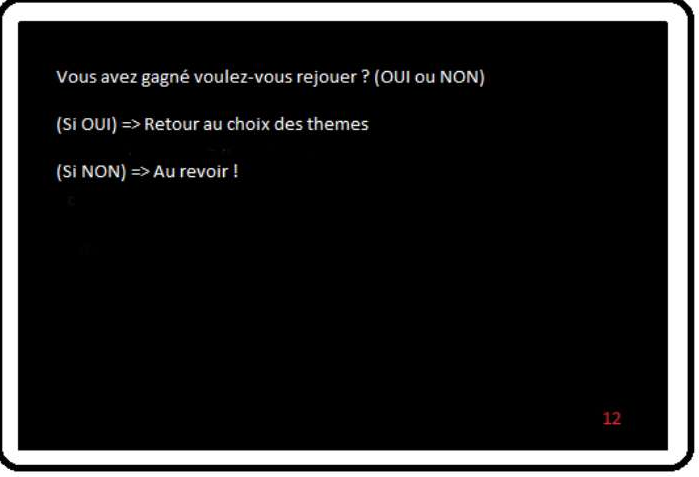 Vous avez gagné voulez-vous rejouer ? (OUI ou NON)
(Si OUI) => Retour au choix des themes
(Si NON) => Au revoir !
12